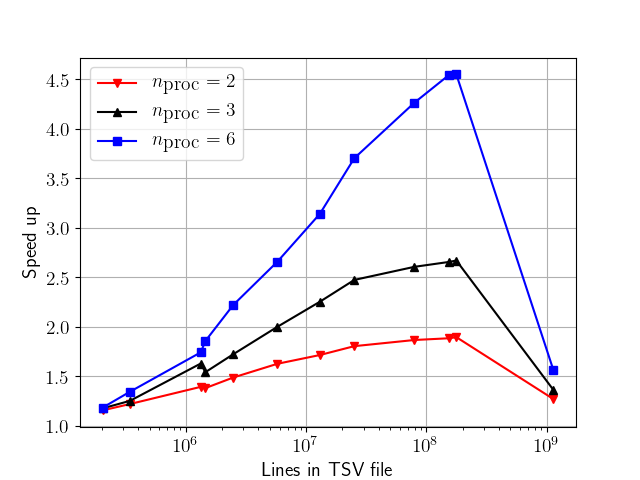 n_proc = 2
n_proc = 3
n_proc = 6
4.5
4.0
3.5
3.0
2.5
2.0
1.5
1.0
Speed up
10^6
10^7
10^8
10^9
Lines in TSV file